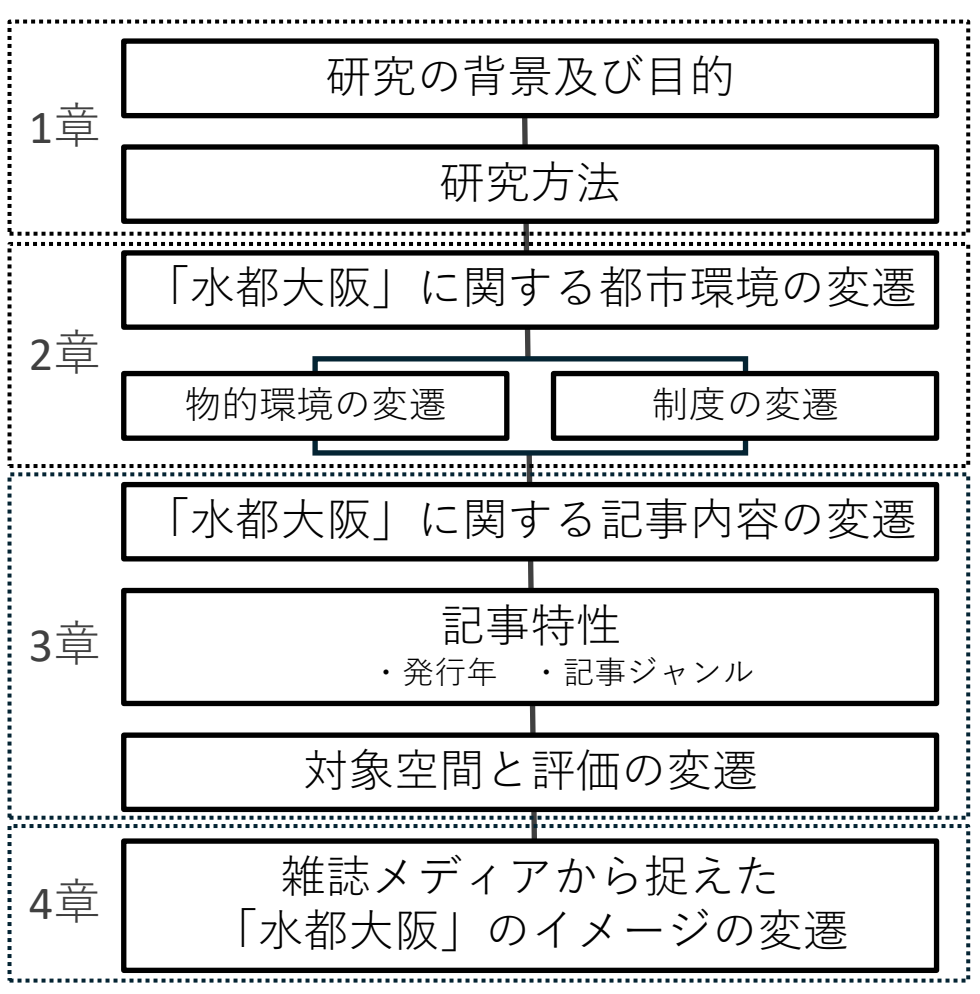 1章
研究の背景及び目的
研究方法
2章
「水都大阪」に関する都市環境の変遷
物的環境の変遷
制度の変遷
3章
「水都大阪」に関する記事内容の変遷
記事特性
・発行年　・記事ジャンル
対象空間と評価の変遷
4章
雑誌メディアから捉えた
「水都大阪」のイメージの変遷